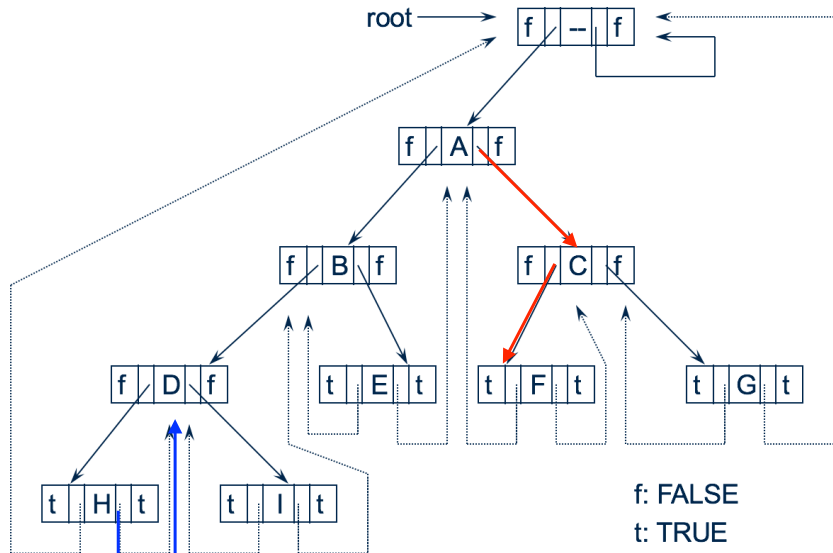 root
f -- f
f A f
f B f
f C f
f D f
t E t
t F t
t G t
t H t
t I t
f: FALSE
t: TRUE